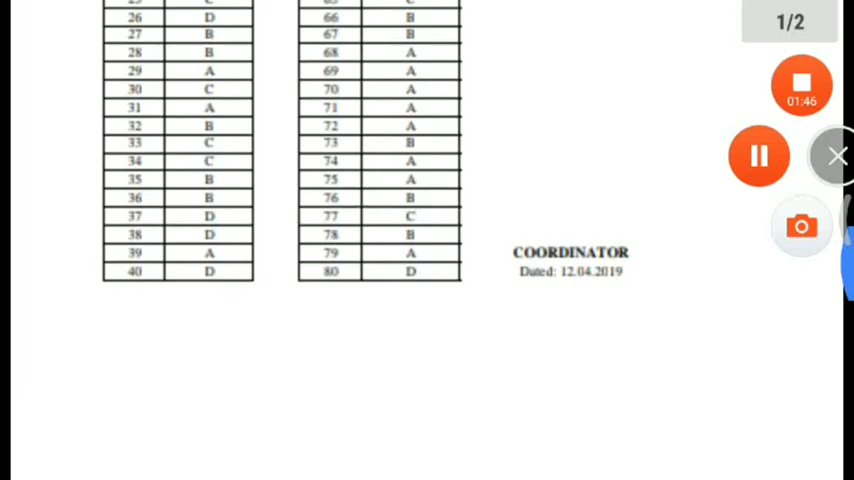 26 D 66 B
27 B 67 B
28 B 68 A
29 A 69 A
30 C 70 A
31 A 71 A
32 B 72 A
33 C 73 B
34 C 74 A
35 B 75 A
36 B 76 B
37 D 77 C
38 D 78 B
39 A 79 A
40 D 80 D
COORDINATOR
Dated: 12.04.2019
1/2
01:46